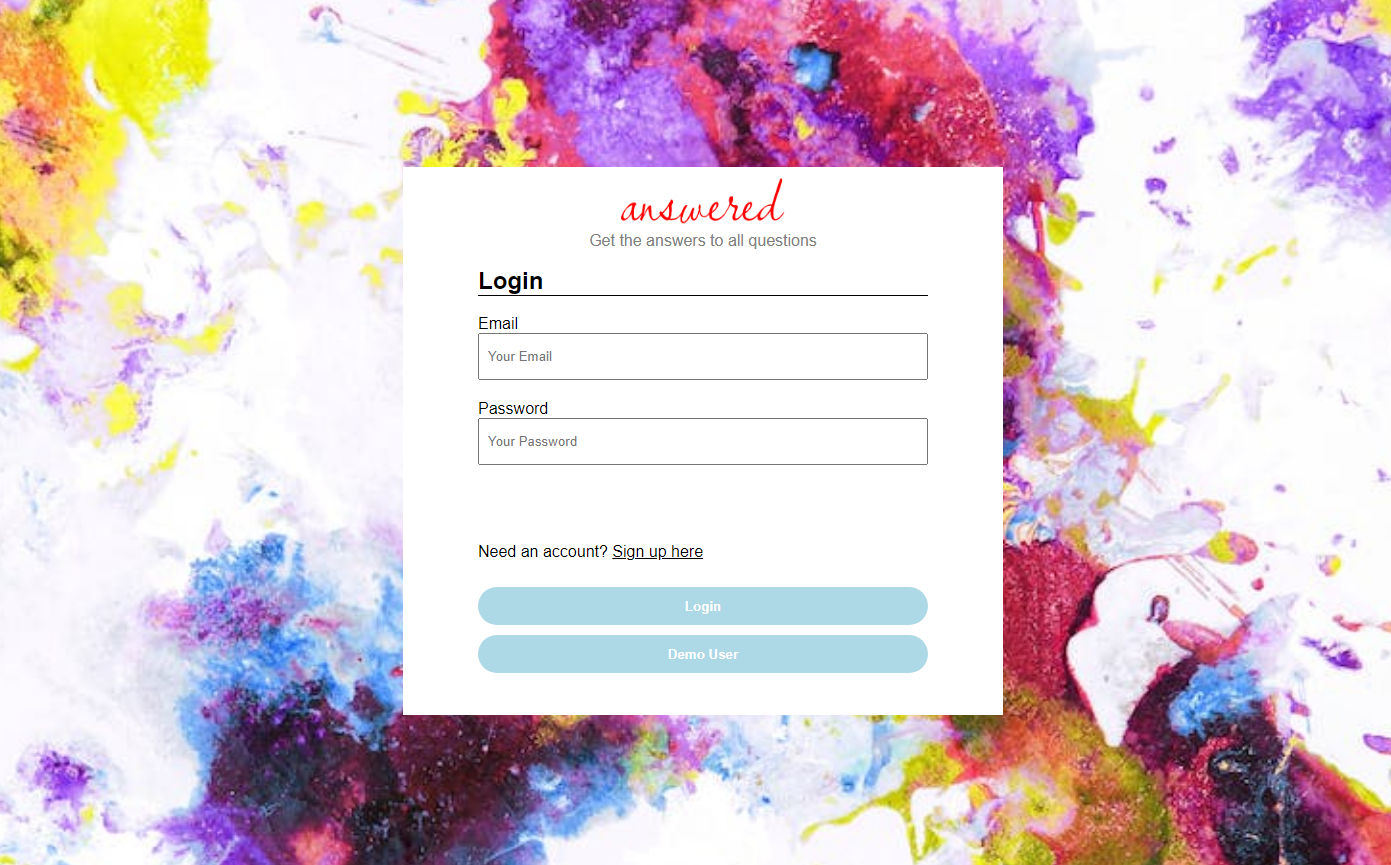 answered
Get the answers to all questions
Login
Email
Your Email
Password
Your Password
Need an account? Sign up here
Login
Demo User